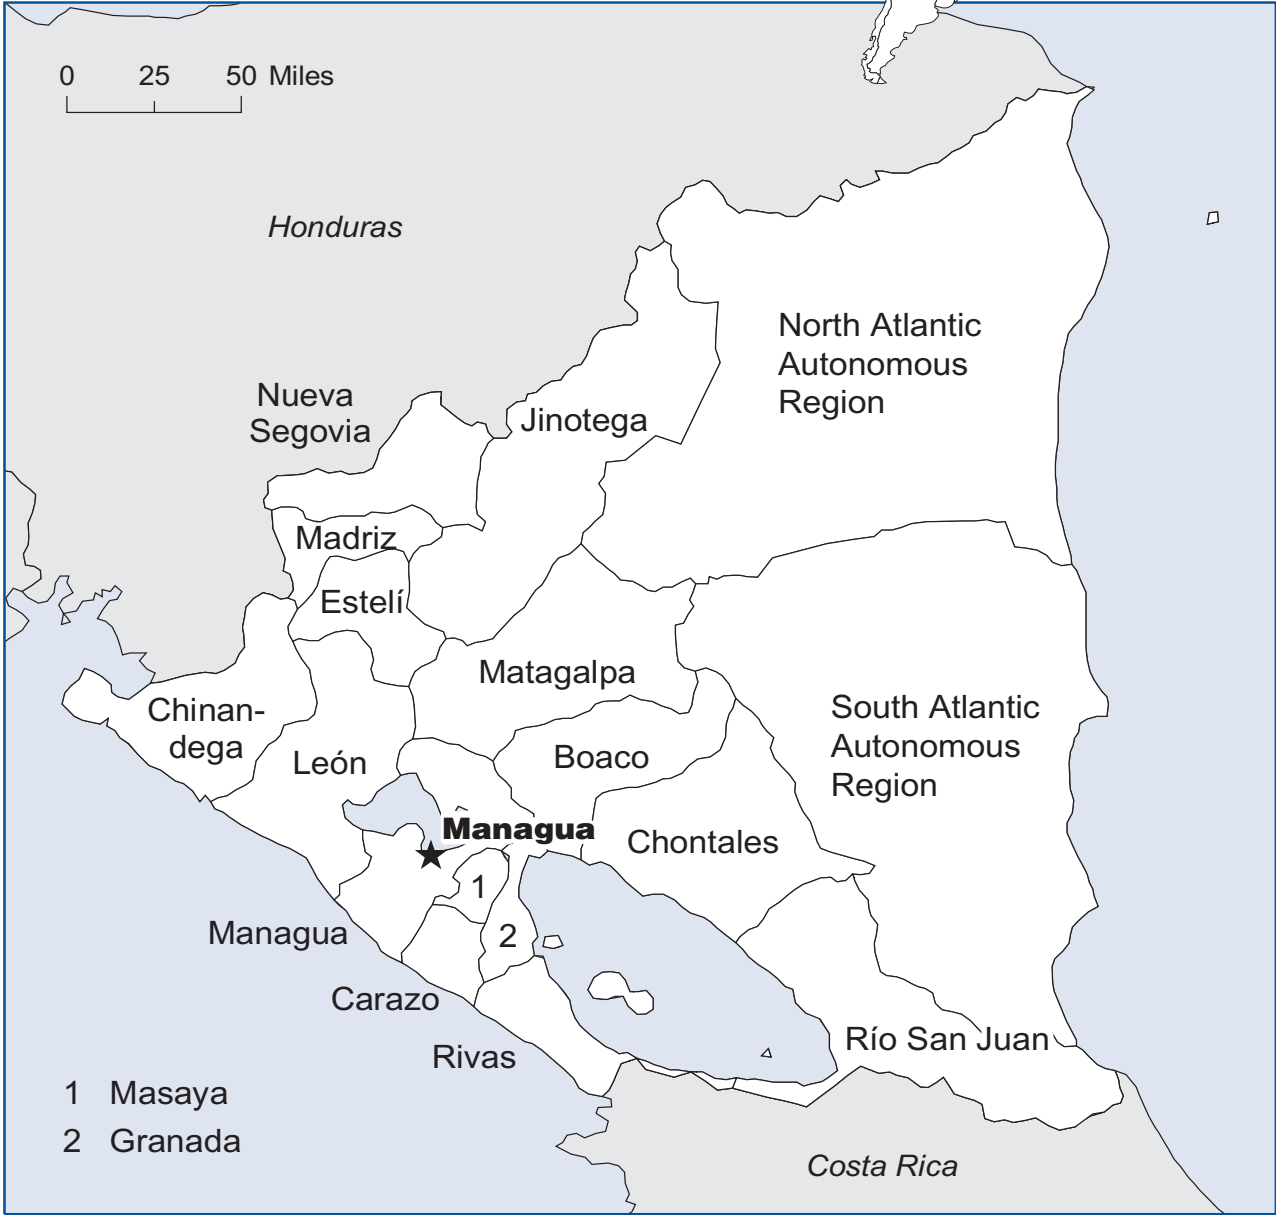 0 25 50 Miles
Honduras
North Atlantic
Autonomous
Region
Nueva
Segovia
Jinotega
Madriz
Estelí
Matagalpa
Chinan-
dega
South Atlantic
Autonomous
Region
León
Boaco
Managua
Chontales
1
2
Managua
Carazo
Río San Juan
Rivas
1 Masaya
2 Granada
Costa Rica